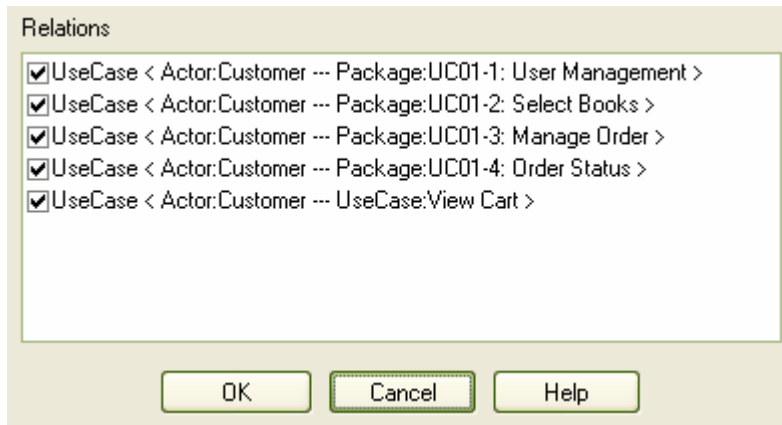 Relations
UseCase < Actor:Customer --- Package:UC01-1: User Management >
UseCase < Actor:Customer --- Package:UC01-2: Select Books >
UseCase < Actor:Customer --- Package:UC01-3: Manage Order >
UseCase < Actor:Customer --- Package:UC01-4: Order Status >
UseCase < Actor:Customer --- UseCase:View Cart >
OK Cancel Help